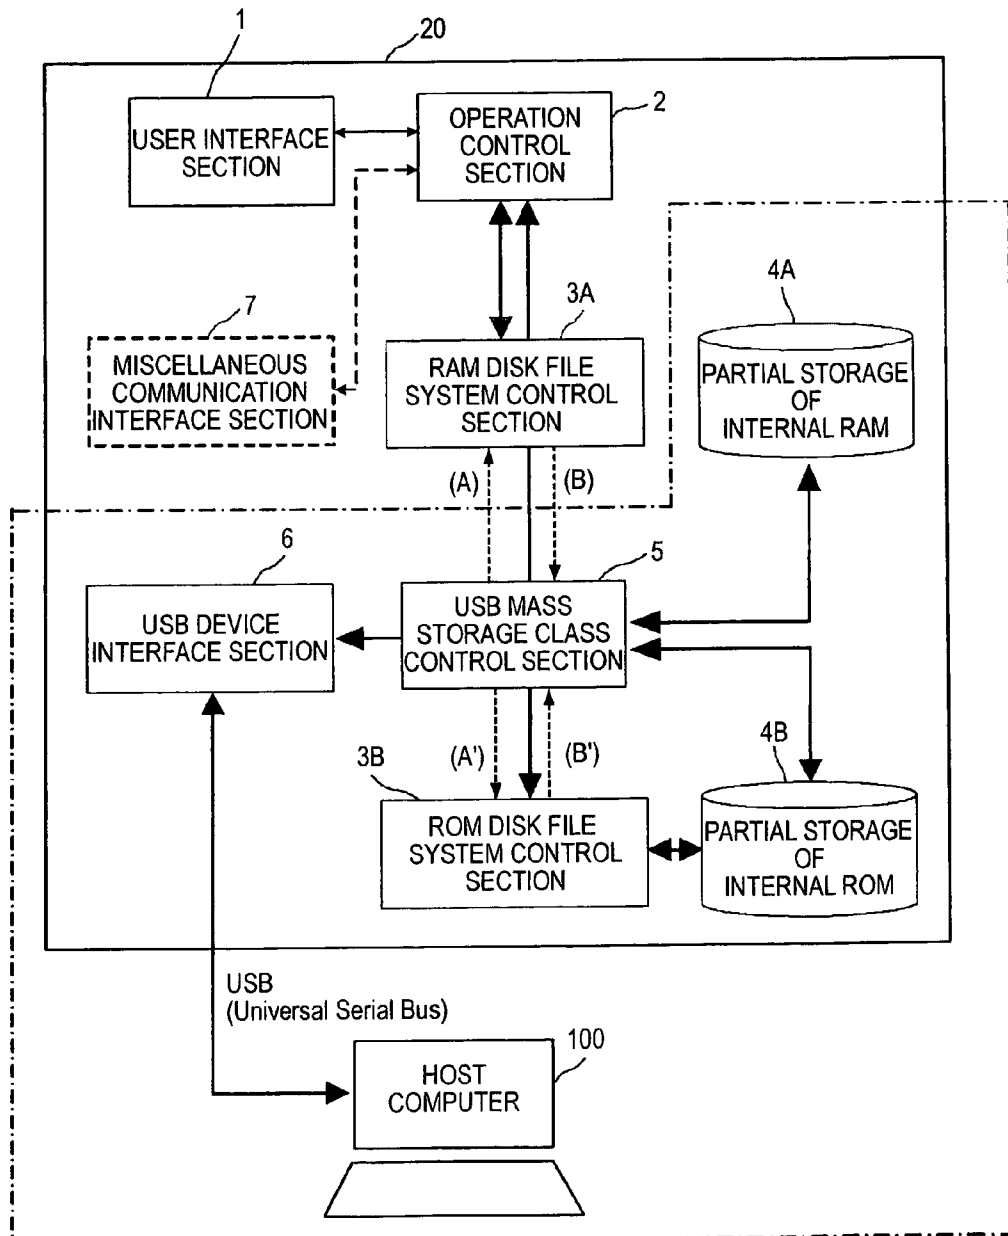 1
20
USER INTERFACE
SECTION
2
OPERATION
CONTROL
SECTION
7
MISCELLANEOUS
COMMUNICATION
INTERFACE SECTION
3A
RAM DISK FILE
SYSTEM CONTROL
SECTION
4A
PARTIAL STORAGE
OF
INTERNAL RAM
(A)
(B)
6
USB DEVICE
INTERFACE SECTION
5
USB MASS
STORAGE CLASS
CONTROL SECTION
(A')
(B')
3B
ROM DISK FILE
SYSTEM CONTROL
SECTION
4B
PARTIAL STORAGE
OF
INTERNAL ROM
USB
(Universal Serial Bus)
100
HOST
COMPUTER